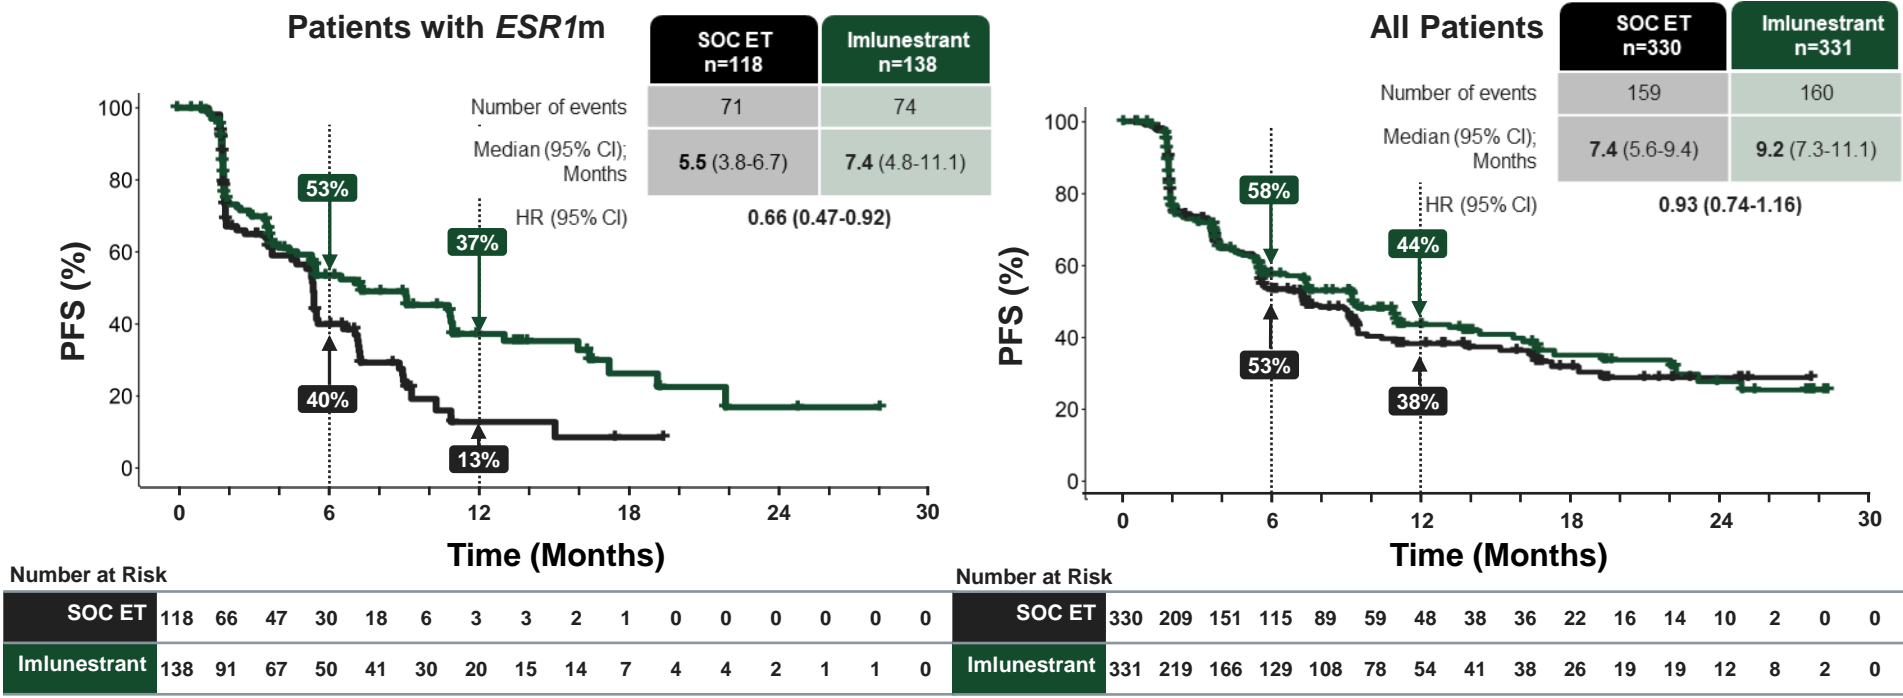 Patients with ESR1m
SOC ET
n=118
Imlunestrant
n=138
Number of events
71
74
Median (95% CI);
Months
5.5 (3.8-6.7)
7.4 (4.8-11.1)
HR (95% CI)
0.66 (0.47-0.92)
PFS (%)
100
80
60
40
20
0
53%
37%
40%
13%
0 6 12 18 24 30
Time (Months)
All Patients
SOC ET
n=330
Imlunestrant
n=331
Number of events
159
160
Median (95% CI);
Months
7.4 (5.6-9.4)
9.2 (7.3-11.1)
HR (95% CI)
0.93 (0.74-1.16)
PFS (%)
100
80
60
40
20
0
58%
44%
53%
38%
0 6 12 18 24 30
Time (Months)
Number at Risk
SOC ET 118 66 47 30 18 6 3 3 2 1 0 0 0 0 0 0
Imlunestrant 138 91 67 50 41 30 20 15 14 7 4 4 2 1 1 0
Number at Risk
SOC ET 330 209 151 115 89 59 48 38 36 22 16 14 10 2 0 0
Imlunestrant 331 219 166 129 108 78 54 41 38 26 19 19 12 8 2 0